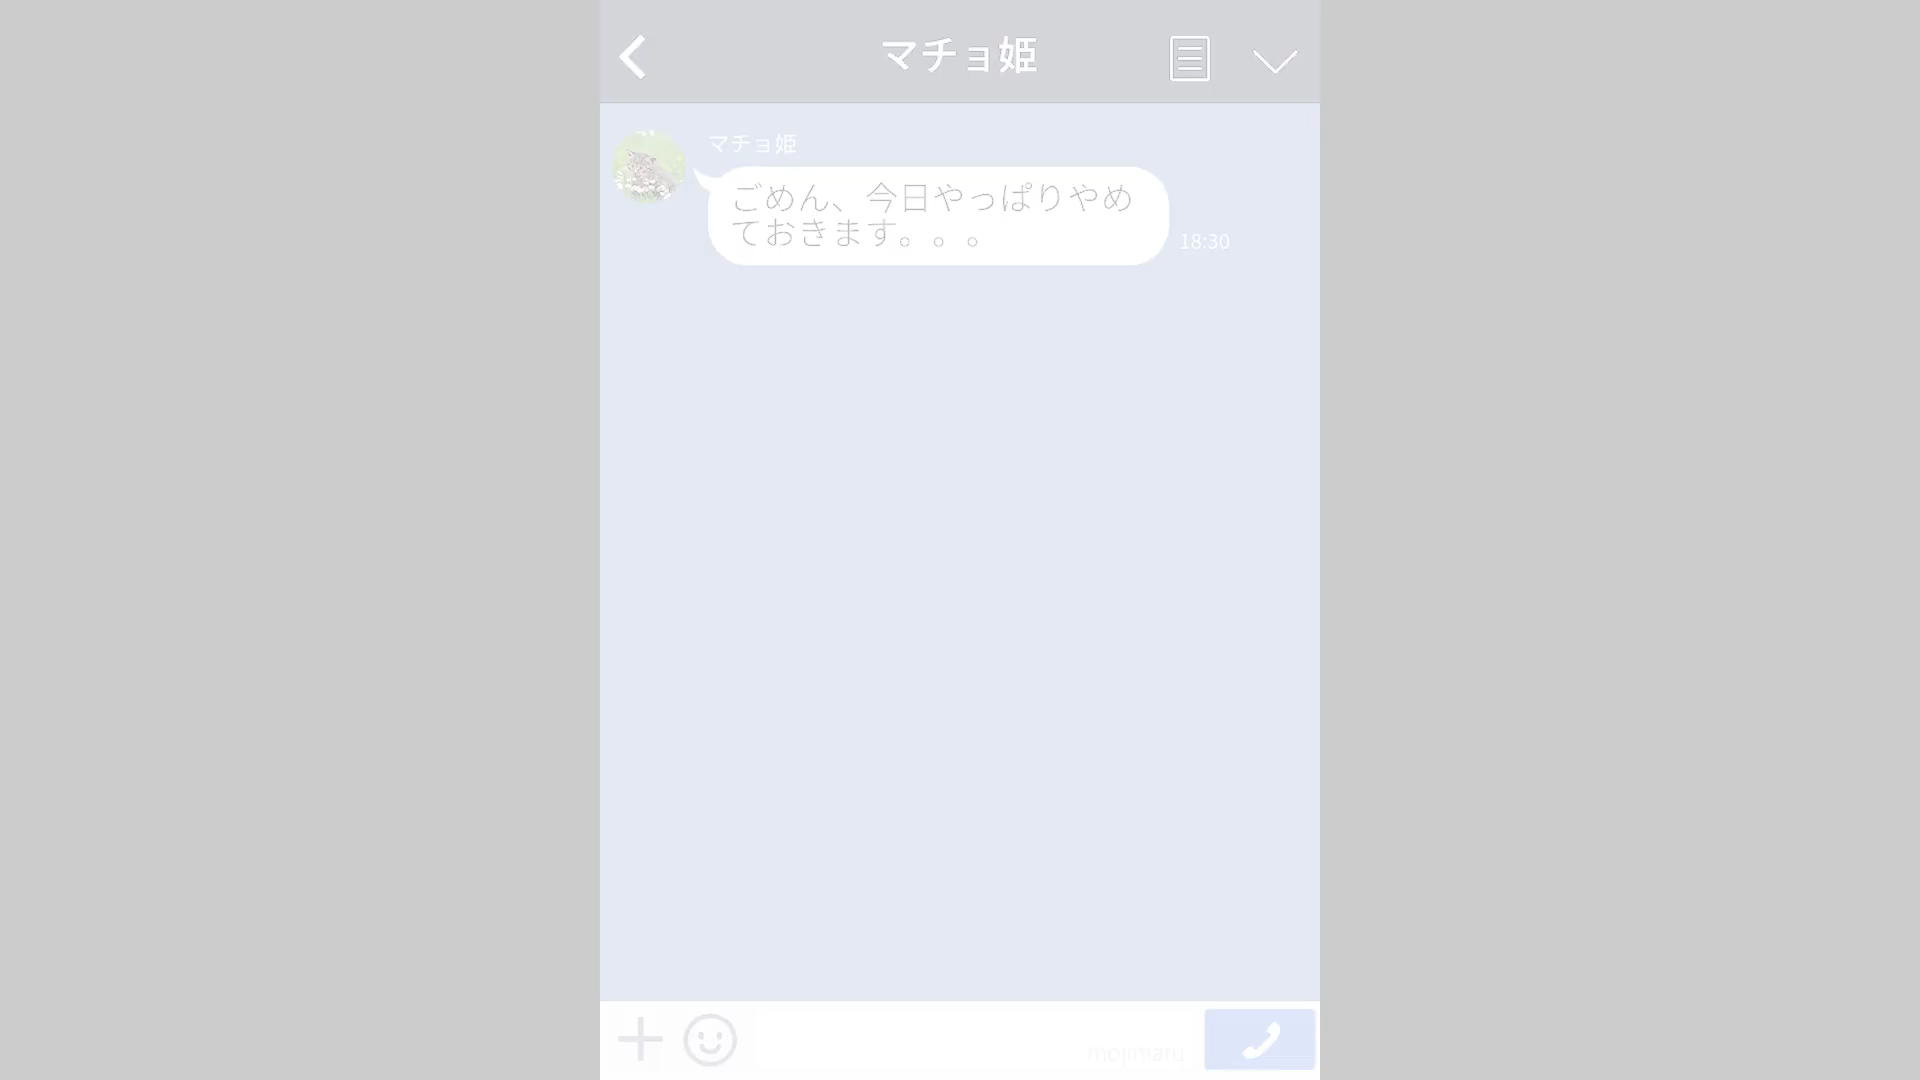 マチョ姫
マチョ姫
ごめん、今日やっぱりやめ
ておきます。。。
18:30
mojimaru